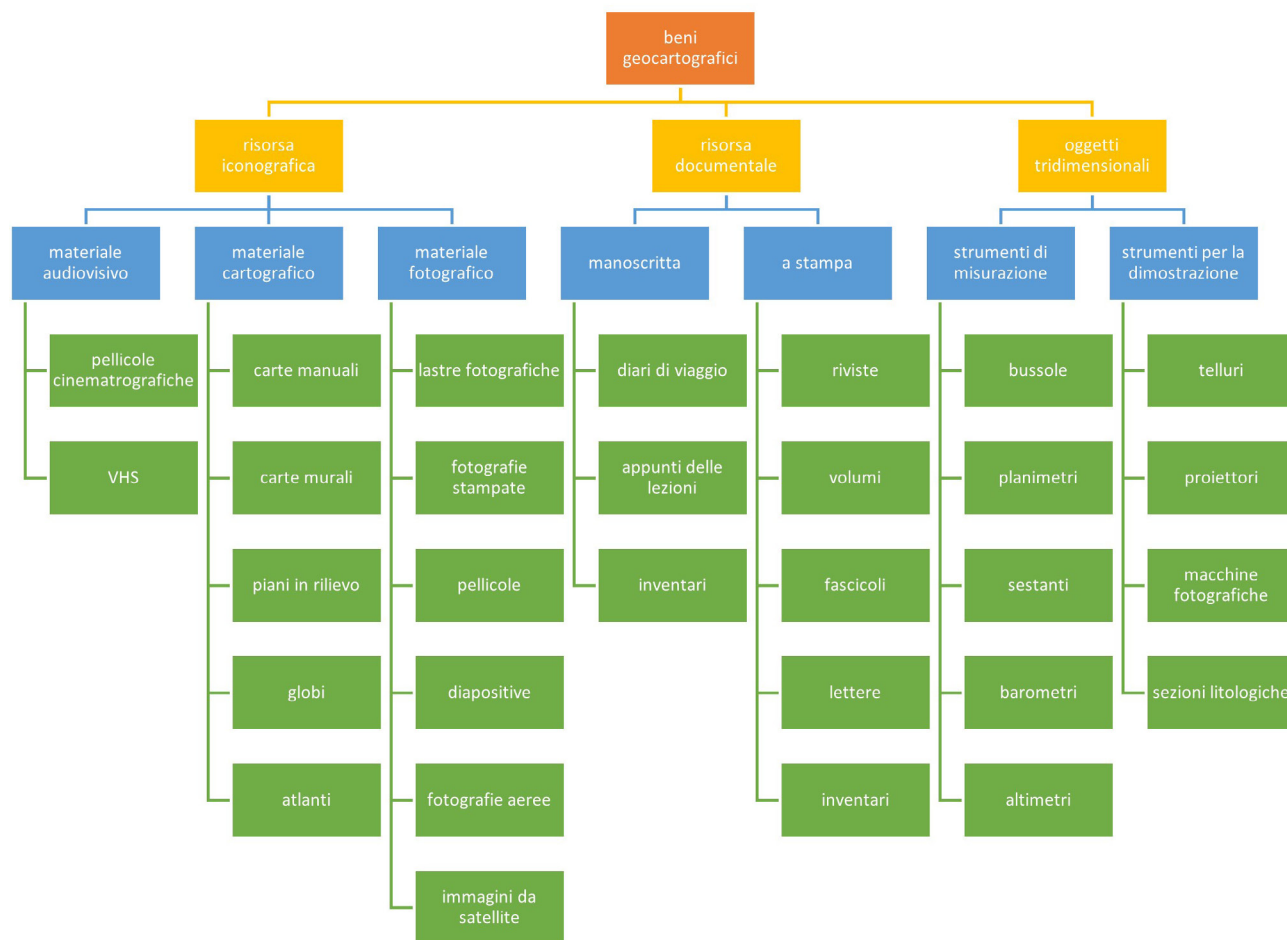 beni
geocartografici
risorsa
iconografica
risorsa
documentale
oggetti
tridimensionali
materiale
audiovisivo
materiale
cartografico
materiale
fotografico
manoscritta
a stampa
strumenti di
misurazione
strumenti per la
dimostrazione
pellicole
cinematrografiche
VHS
carte manuali
carte murali
piani in rilievo
globi
atlanti
lastre fotografiche
fotografie
stampate
pellicole
diapositive
fotografie aeree
immagini da
satellite
diari di viaggio
appunti delle
lezioni
inventari
riviste
volumi
fascicoli
lettere
inventari
bussole
planimetri
sestanti
barometri
altimetri
telluri
proiettori
macchine
fotografiche
sezioni litologiche